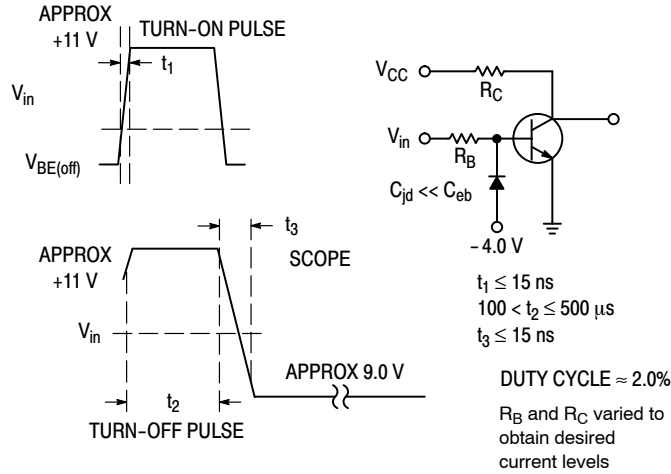 APPROX
+11 V
TURN-ON PULSE
t1
Vin
VBE(off)
APPROX
+11 V
t3
SCOPE
Vin
APPROX 9.0 V
t2
TURN-OFF PULSE
VCC
RC
Vin
RB
Cjd << Ceb
-4.0 V
t1 ≤ 15 ns
100 < t2 ≤ 500 μs
t3 ≤ 15 ns
DUTY CYCLE ≈ 2.0%
RB and RC varied to
obtain desired
current levels